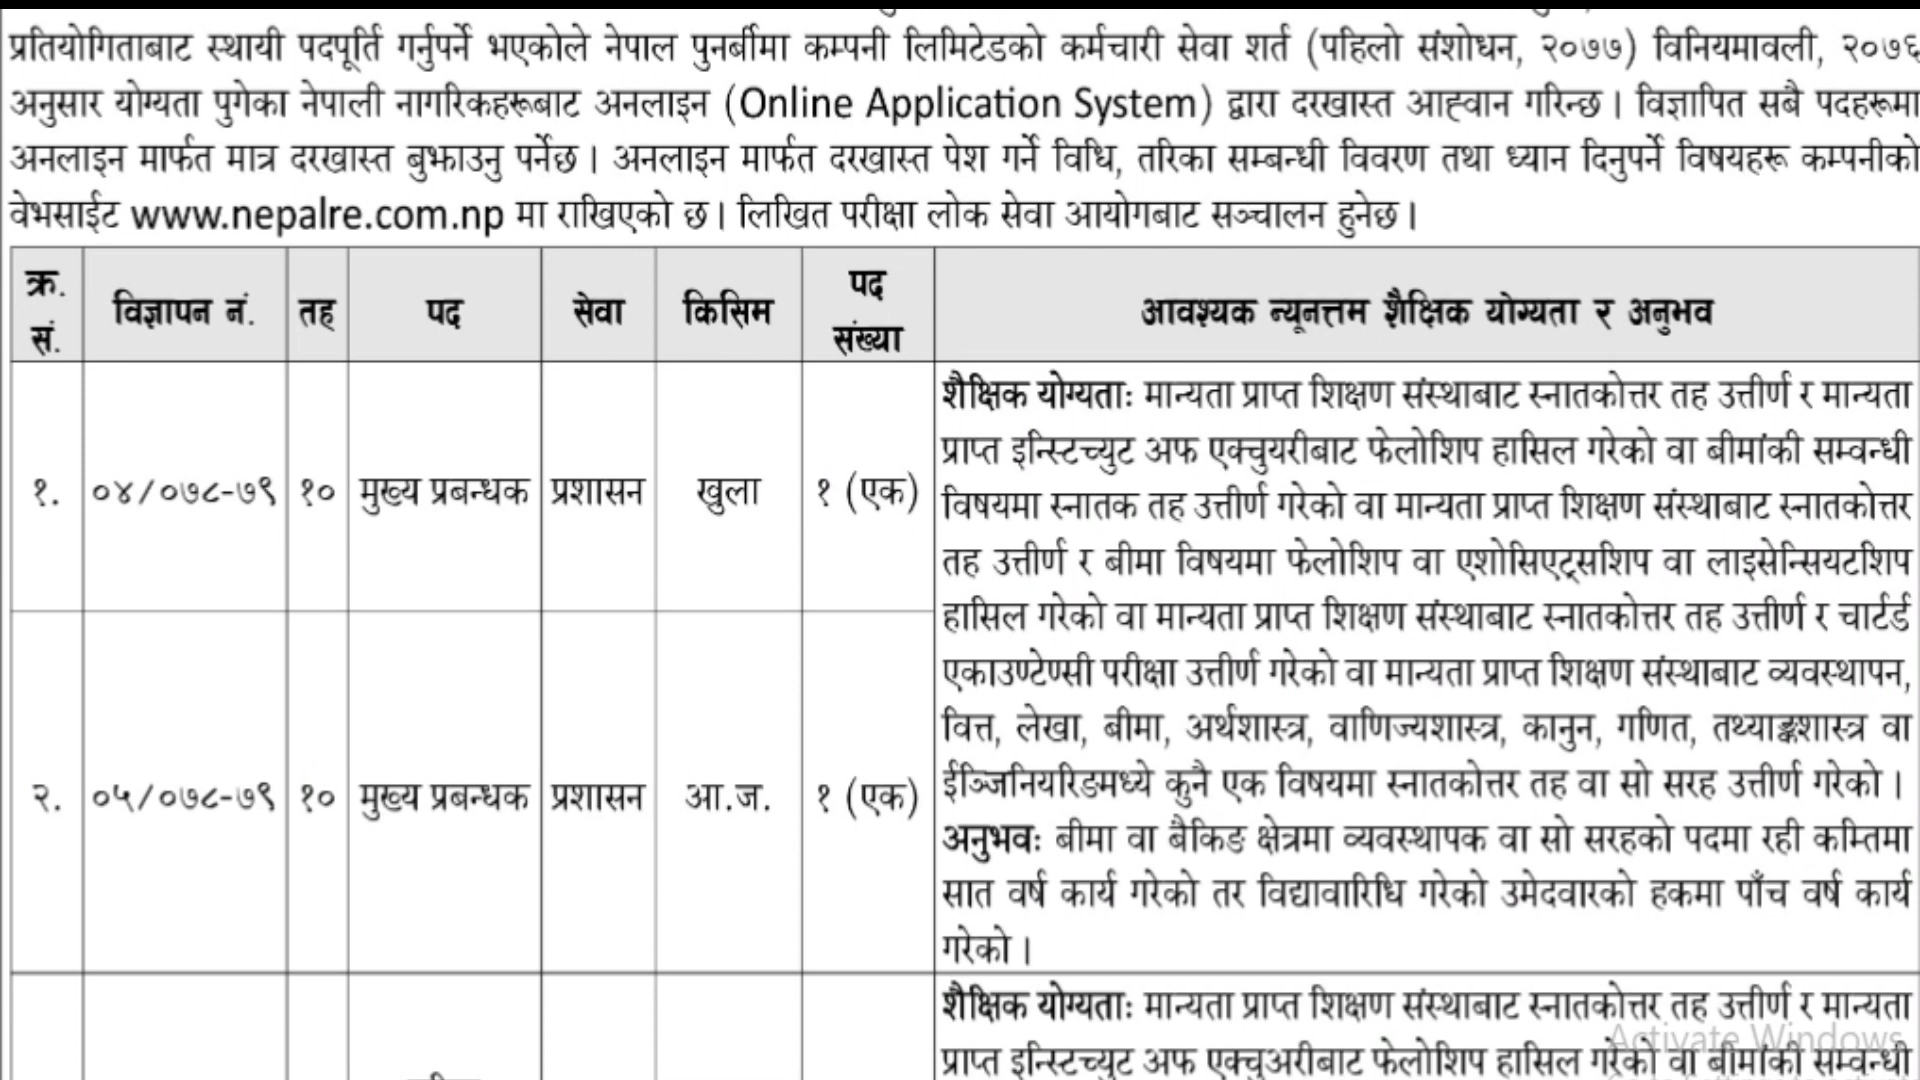 प्रतियोगिताबाट स्थायी पदपूर्ति गर्नुपर्ने भएकोले नेपाल पुनर्बीमा कम्पनी लिमिटेडको कर्मचारी सेवा शर्त (पहिलो संशोधन, २०७७) विनियमावली, २०७६
अनुसार योग्यता पुगेका नेपाली नागरिकहरूबाट अनलाइन (Online Application System) द्वारा दरखास्त आह्वान गरिन्छ । विज्ञापित सबै पदहरूमा
अनलाइन मार्फत मात्र दरखास्त बुझाउनु पर्नेछ । अनलाइन मार्फत दरखास्त पेश गर्ने विधि, तरिका सम्बन्धी विवरण तथा ध्यान दिनुपर्ने विषयहरू कम्पनीको
वेभसाईट www.nepalre.com.np मा राखिएको छ । लिखित परीक्षा लोक सेवा आयोगबाट सञ्चालन हुनेछ ।
क्र. सं. विज्ञापन नं. तह पद सेवा किसिम पद संख्या आवश्यक न्यूनत्तम शैक्षिक योग्यता र अनुभव
१. ०४/०७८-७९ १० मुख्य प्रबन्धक प्रशासन खुला १ (एक)
२. ०५/०७८-७९ १० मुख्य प्रबन्धक प्रशासन आ.ज. १ (एक)
शैक्षिक योग्यताः मान्यता प्राप्त शिक्षण संस्थाबाट स्नातकोत्तर तह उत्तीर्ण र मान्यता
प्राप्त इन्स्टिच्युट अफ एक्चुयरीबाट फेलोशिप हासिल गरेको वा बीमांकी सम्वन्धी
विषयमा स्नातक तह उत्तीर्ण गरेको वा मान्यता प्राप्त शिक्षण संस्थाबाट स्नातकोत्तर
तह उत्तीर्ण र बीमा विषयमा फेलोशिप वा एशोसिएट्सशिप वा लाइसेन्सियटशिप
हासिल गरेको वा मान्यता प्राप्त शिक्षण संस्थाबाट स्नातकोत्तर तह उत्तीर्ण र चार्टर्ड
एकाउण्टेण्सी परीक्षा उत्तीर्ण गरेको वा मान्यता प्राप्त शिक्षण संस्थाबाट व्यवस्थापन,
वित्त, लेखा, बीमा, अर्थशास्त्र, वाणिज्यशास्त्र, कानुन, गणित, तथ्याङ्कशास्त्र वा
ईञ्जिनियरिङमध्ये कुनै एक विषयमा स्नातकोत्तर तह वा सो सरह उत्तीर्ण गरेको ।
अनुभवः बीमा वा बैकिङ क्षेत्रमा व्यवस्थापक वा सो सरहको पदमा रही कम्तिमा
सात वर्ष कार्य गरेको तर विद्यावारिधि गरेको उमेदवारको हकमा पाँच वर्ष कार्य
गरेको ।
शैक्षिक योग्यताः मान्यता प्राप्त शिक्षण संस्थाबाट स्नातकोत्तर तह उत्तीर्ण र मान्यता
प्राप्त इन्स्टिच्युट अफ एक्चुअरीबाट फेलोशिप हासिल गरेको वा बीमांकी सम्वन्धी
Activate Windows